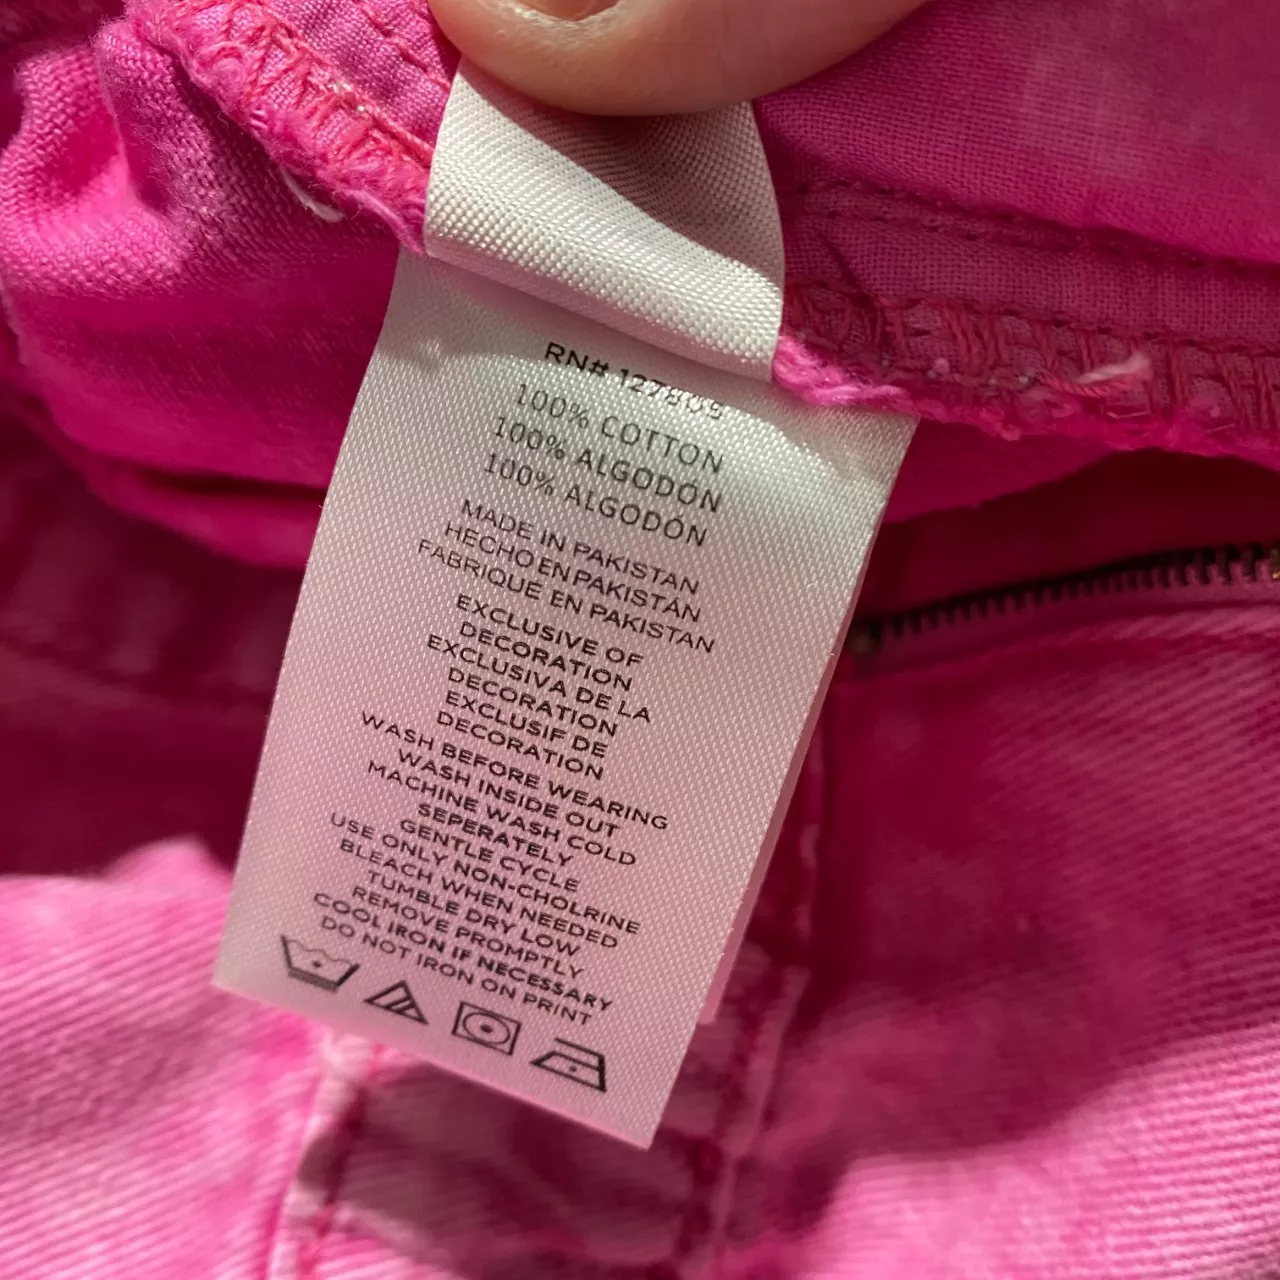 RN# 127808
100% COTTON
100% ALGODON
100% ALGODÓN
MADE IN PAKISTAN
HECHO EN PAKISTÁN
FABRIQUÉ EN PAKISTAN
EXCLUSIVE OF
DECORATION
EXCLUSIVA DE LA
DECORATION
EXCLUSIF DE
DECORATION
WASH BEFORE WEARING
WASH INSIDE OUT
MACHINE WASH COLD
SEPERATELY
GENTLE CYCLE
USE ONLY NON-CHOLRINE
BLEACH WHEN NEEDED
TUMBLE DRY LOW
REMOVE PROMPTLY
COOL IRON IF NECESSARY
DO NOT IRON ON PRINT